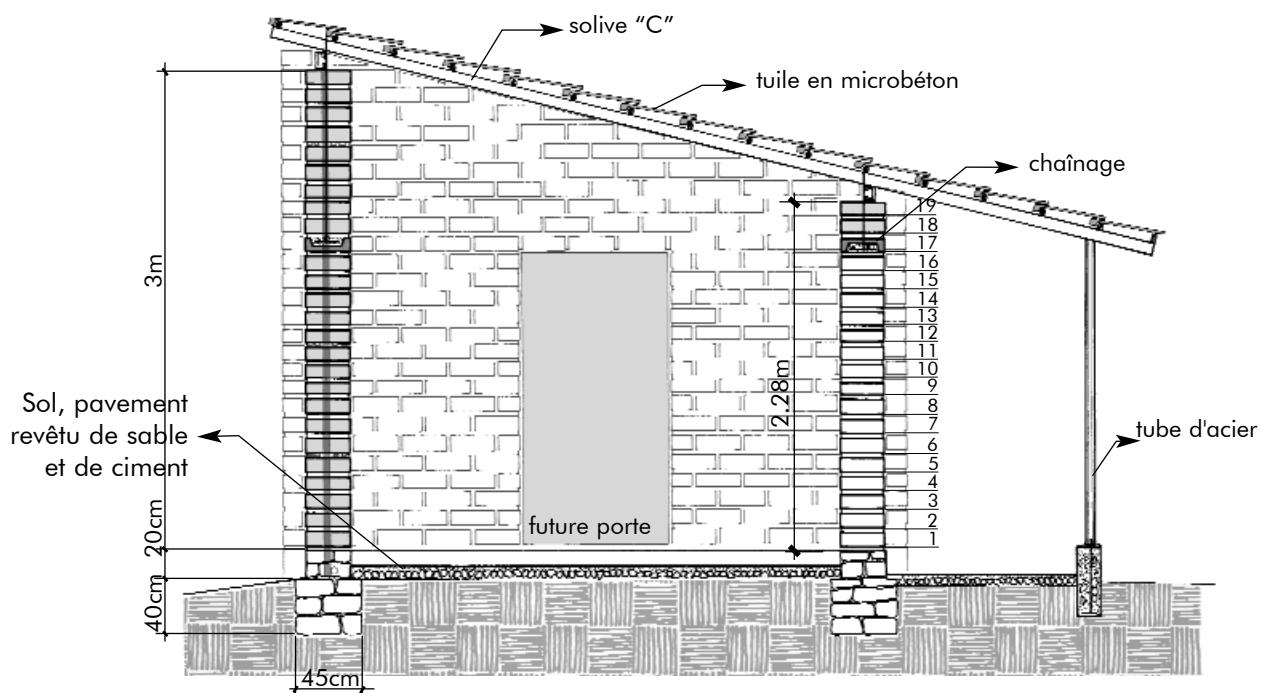 solive “C”
tuile en microbéton
chaînage
3m
2.28m
19
18
17
16
15
14
13
12
11
10
9
8
7
6
5
4
3
2
1
Sol, pavement
revêtu de sable
et de ciment
tube d'acier
future porte
20cm
40cm
45cm